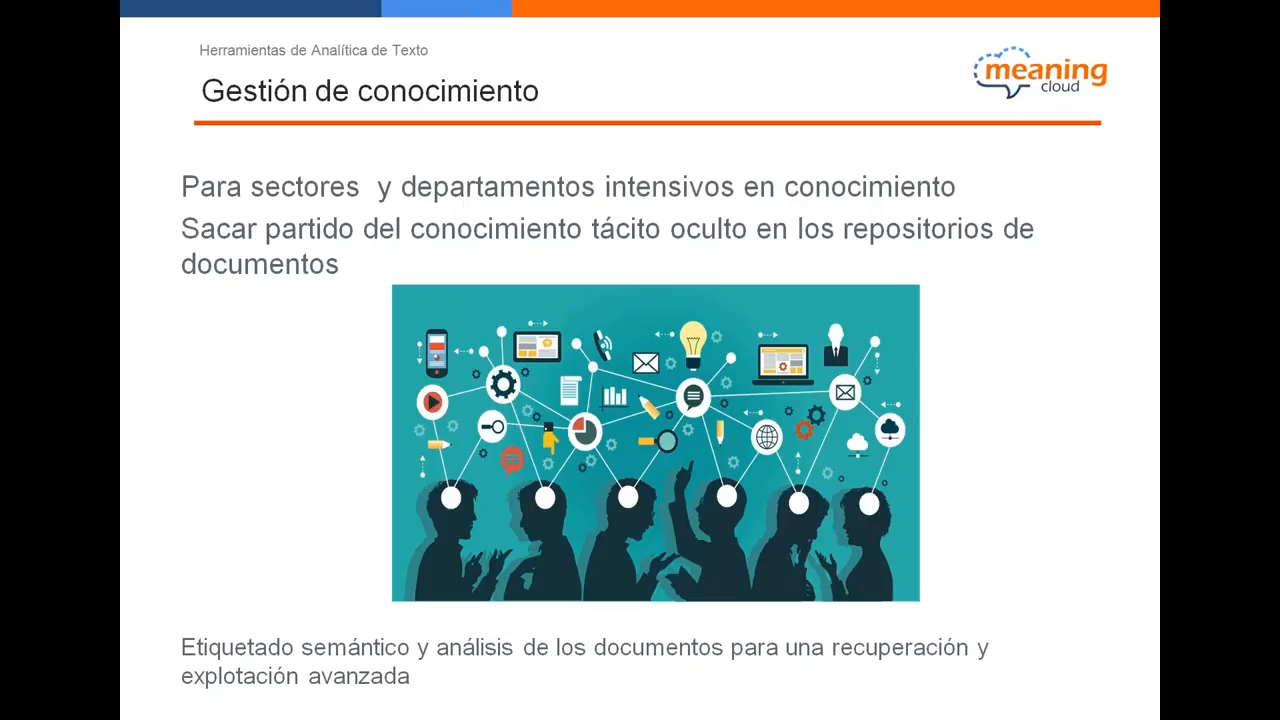 Herramientas de Analítica de Texto
Gestión de conocimiento
meaning
cloud
Para sectores y departamentos intensivos en conocimiento
Sacar partido del conocimiento tácito oculto en los repositorios de
documentos
Etiquetado semántico y análisis de los documentos para una recuperación y
explotación avanzada